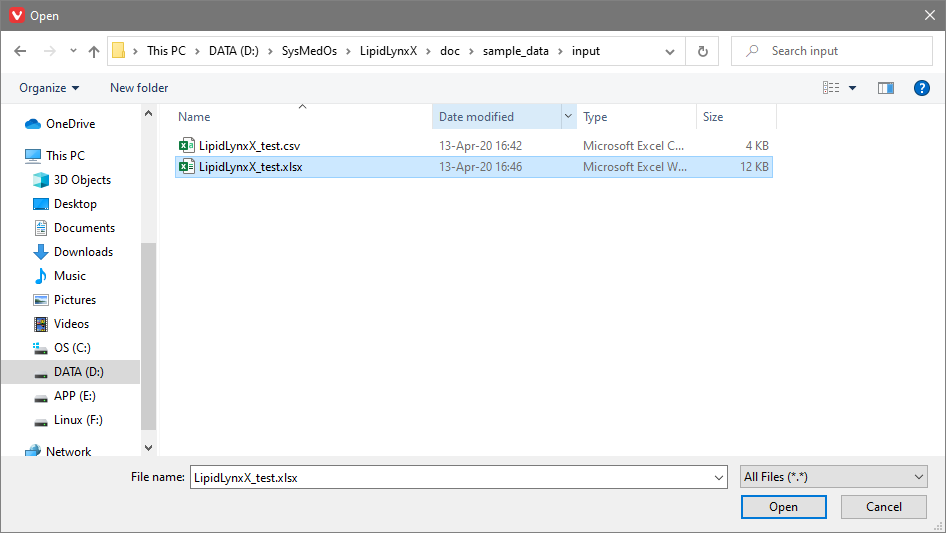 Open
This PC > DATA (D:) > SysMedOs > LipidLynxX > doc > sample_data > input
Search input
Organize
New folder
Name
Date modified
Type
Size
OneDrive
This PC
3D Objects
Desktop
Documents
Downloads
Music
Pictures
Videos
OS (C:)
DATA (D:)
APP (E:)
Linux (F:)
Network
LipidLynxX_test.csv 13-Apr-20 16:42 Microsoft Excel C... 4 KB
LipidLynxX_test.xlsx 13-Apr-20 16:46 Microsoft Excel W... 12 KB
File name: LipidLynxX_test.xlsx
All Files (*.*)
Open
Cancel